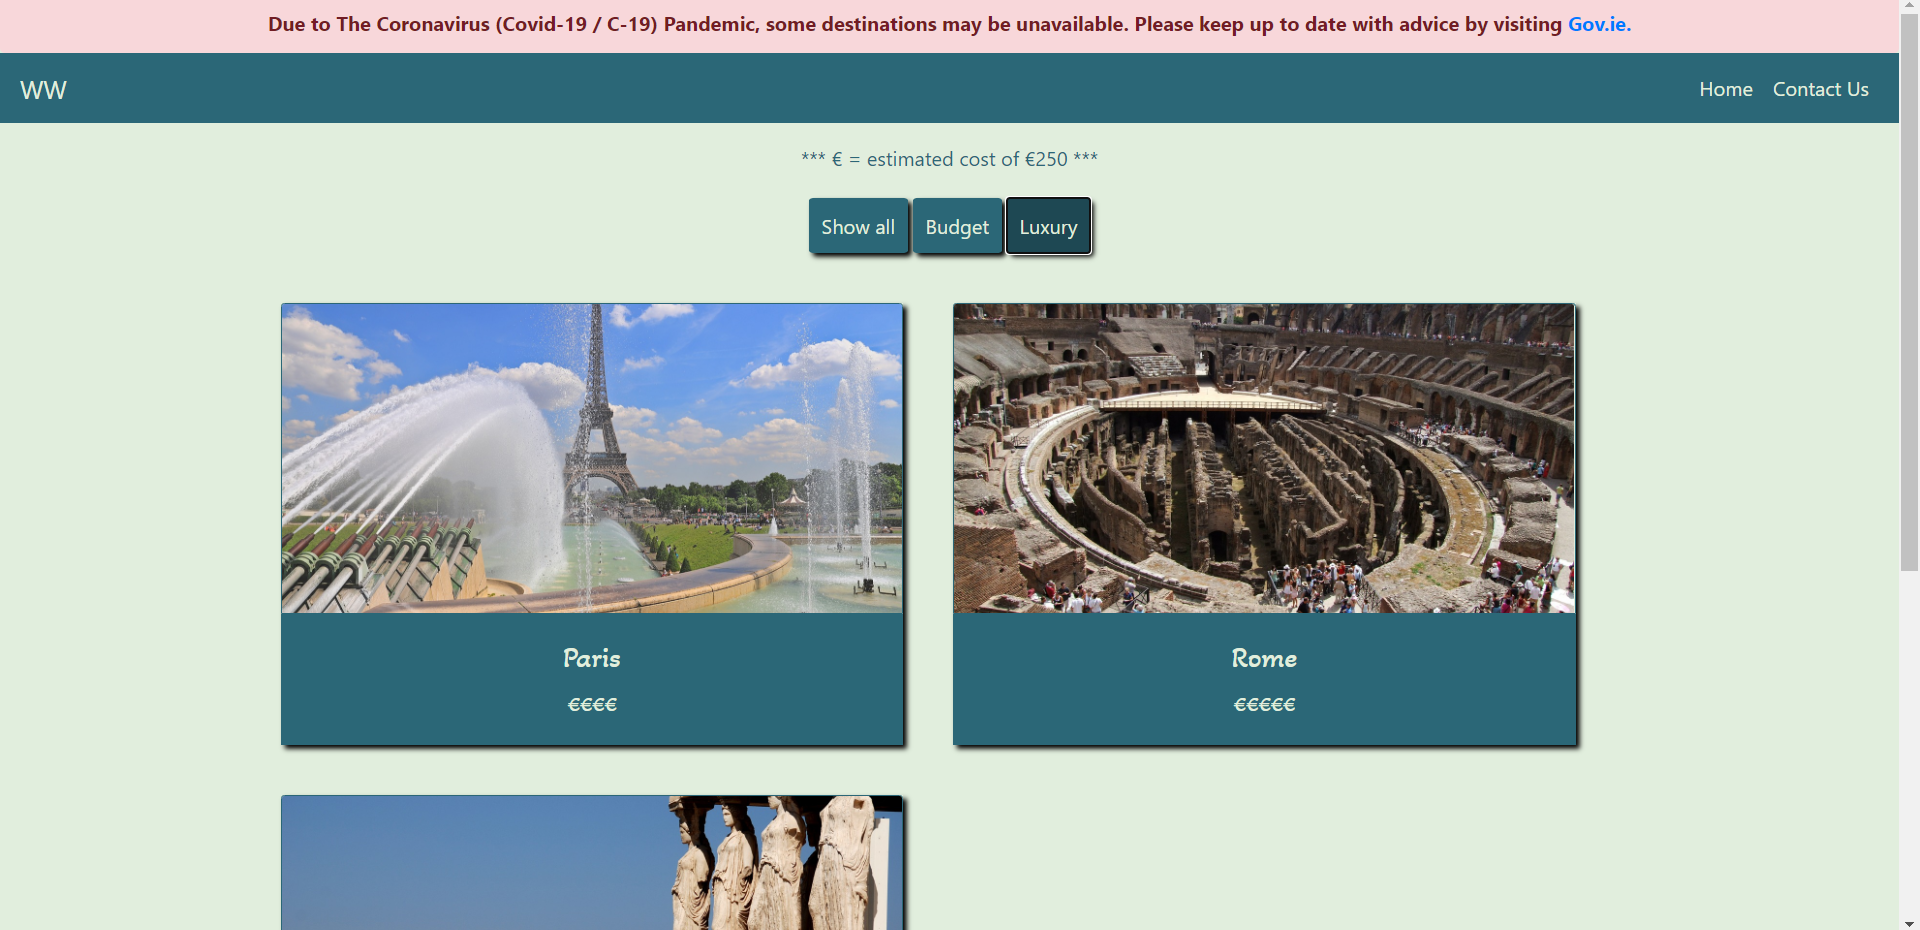 Due to The Coronavirus (Covid-19 / C-19) Pandemic, some destinations may be unavailable. Please keep up to date with advice by visiting Gov.ie.
WW
Home
Contact Us
*** € = estimated cost of €250 ***
Show all
Budget
Luxury
Paris
€€€€
Rome
€€€€€